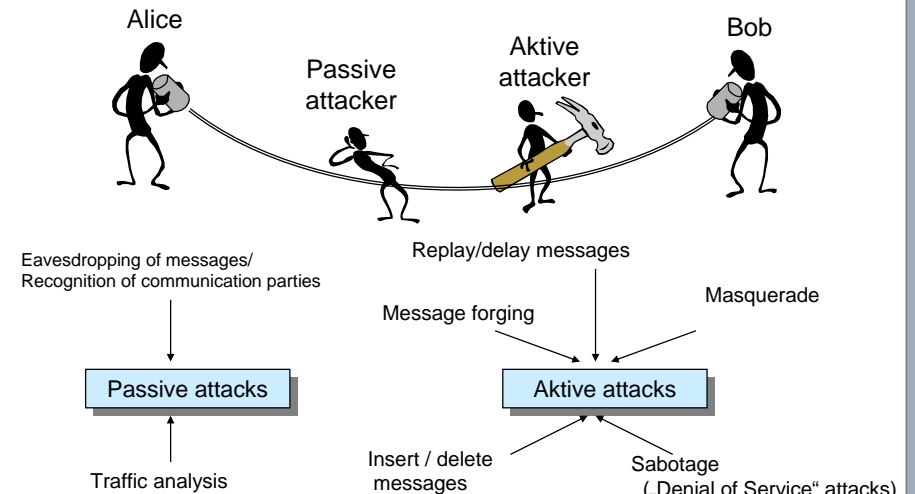 Alice
Bob
Passive
attacker
Aktive
attacker
Eavesdropping of messages/
Recognition of communication parties
Replay/delay messages
Message forging
Masquerade
Passive attacks
Aktive attacks
Traffic analysis
Insert / delete
messages
Sabotage
(„Denial of Service“ attacks)